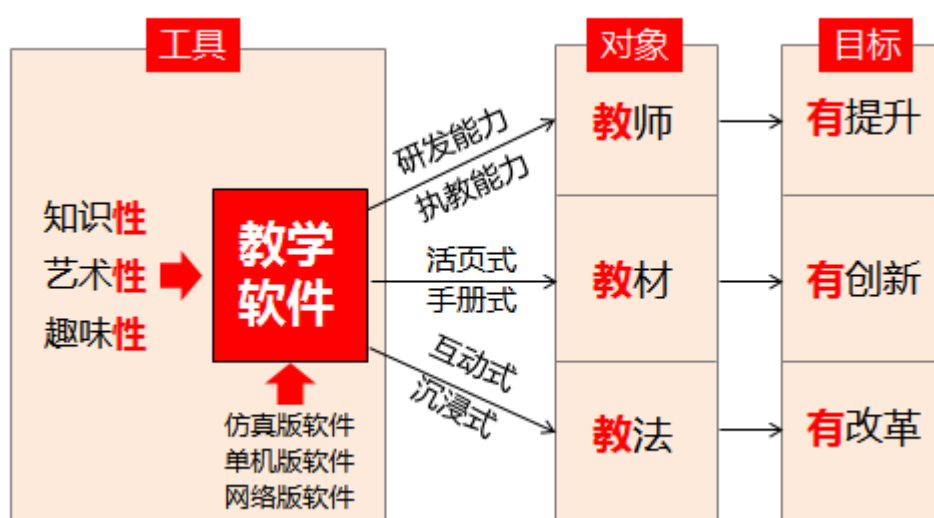 工具
对象
目标
知识性
艺术性
趣味性
教学
软件
仿真版软件
单机版软件
网络版软件
研发能力
执教能力
活页式
手册式
互动式
沉浸式
教师
教材
教法
有提升
有创新
有改革